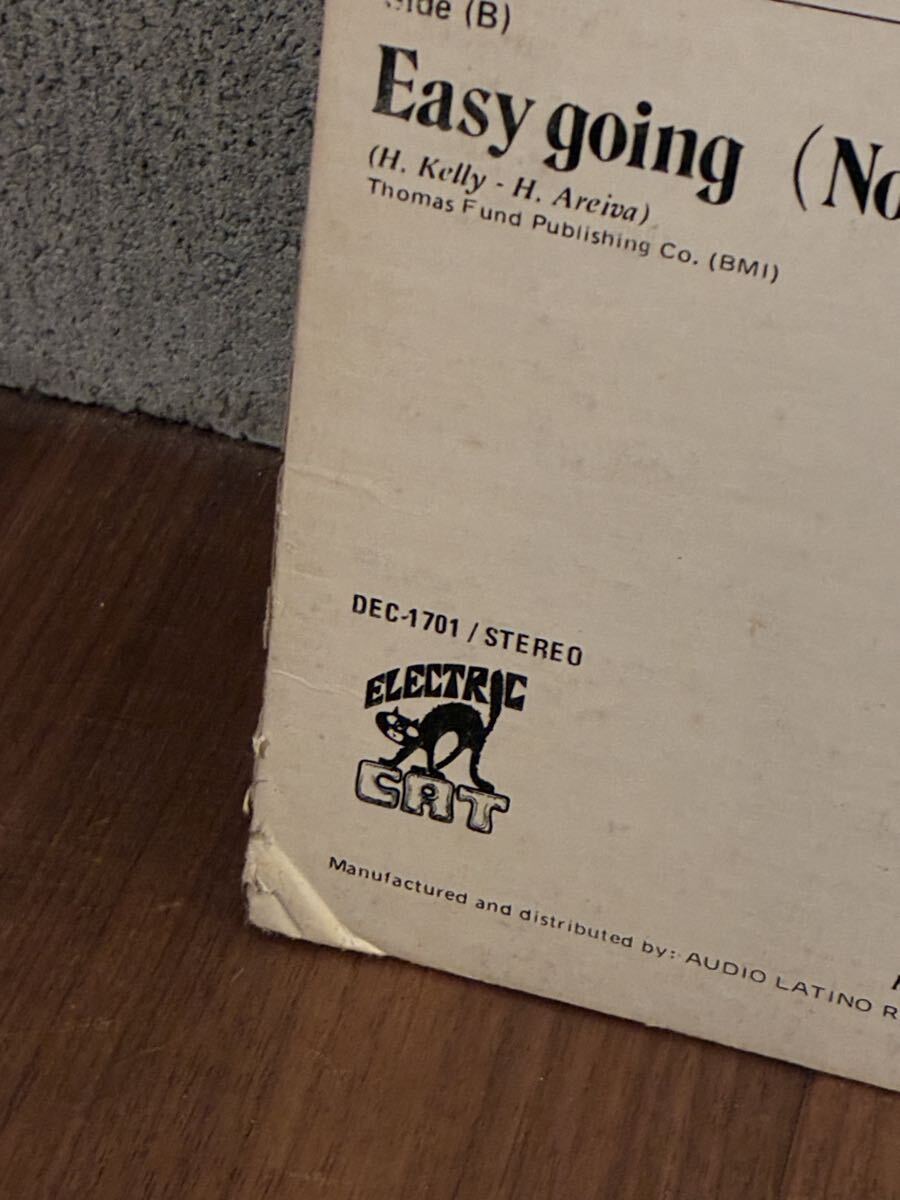 Side (B)
Easy going (No
(H. Kelly - H. Areiva)
Thomas Fund Publishing Co. (BMI)
DEC-1701 / STEREO
ELECTRIC
CAT
Manufactured and distributed by: AUDIO LATINO R